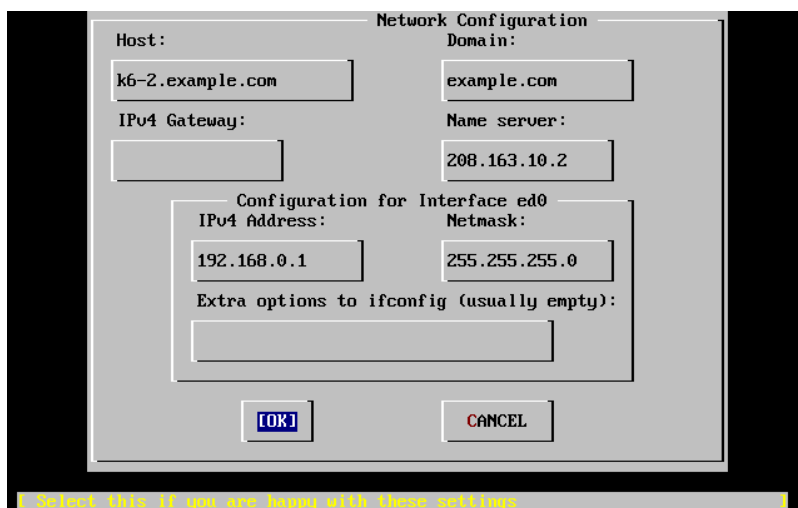 Network Configuration
Host: Domain:
k6-2.example.com example.com
IPv4 Gateway: Name server:
208.163.10.2
Configuration for Interface ed0
IPv4 Address: Netmask:
192.168.0.1 255.255.255.0
Extra options to ifconfig (usually empty):
[OK] CANCEL
[ Select this if you are happy with these settings ]